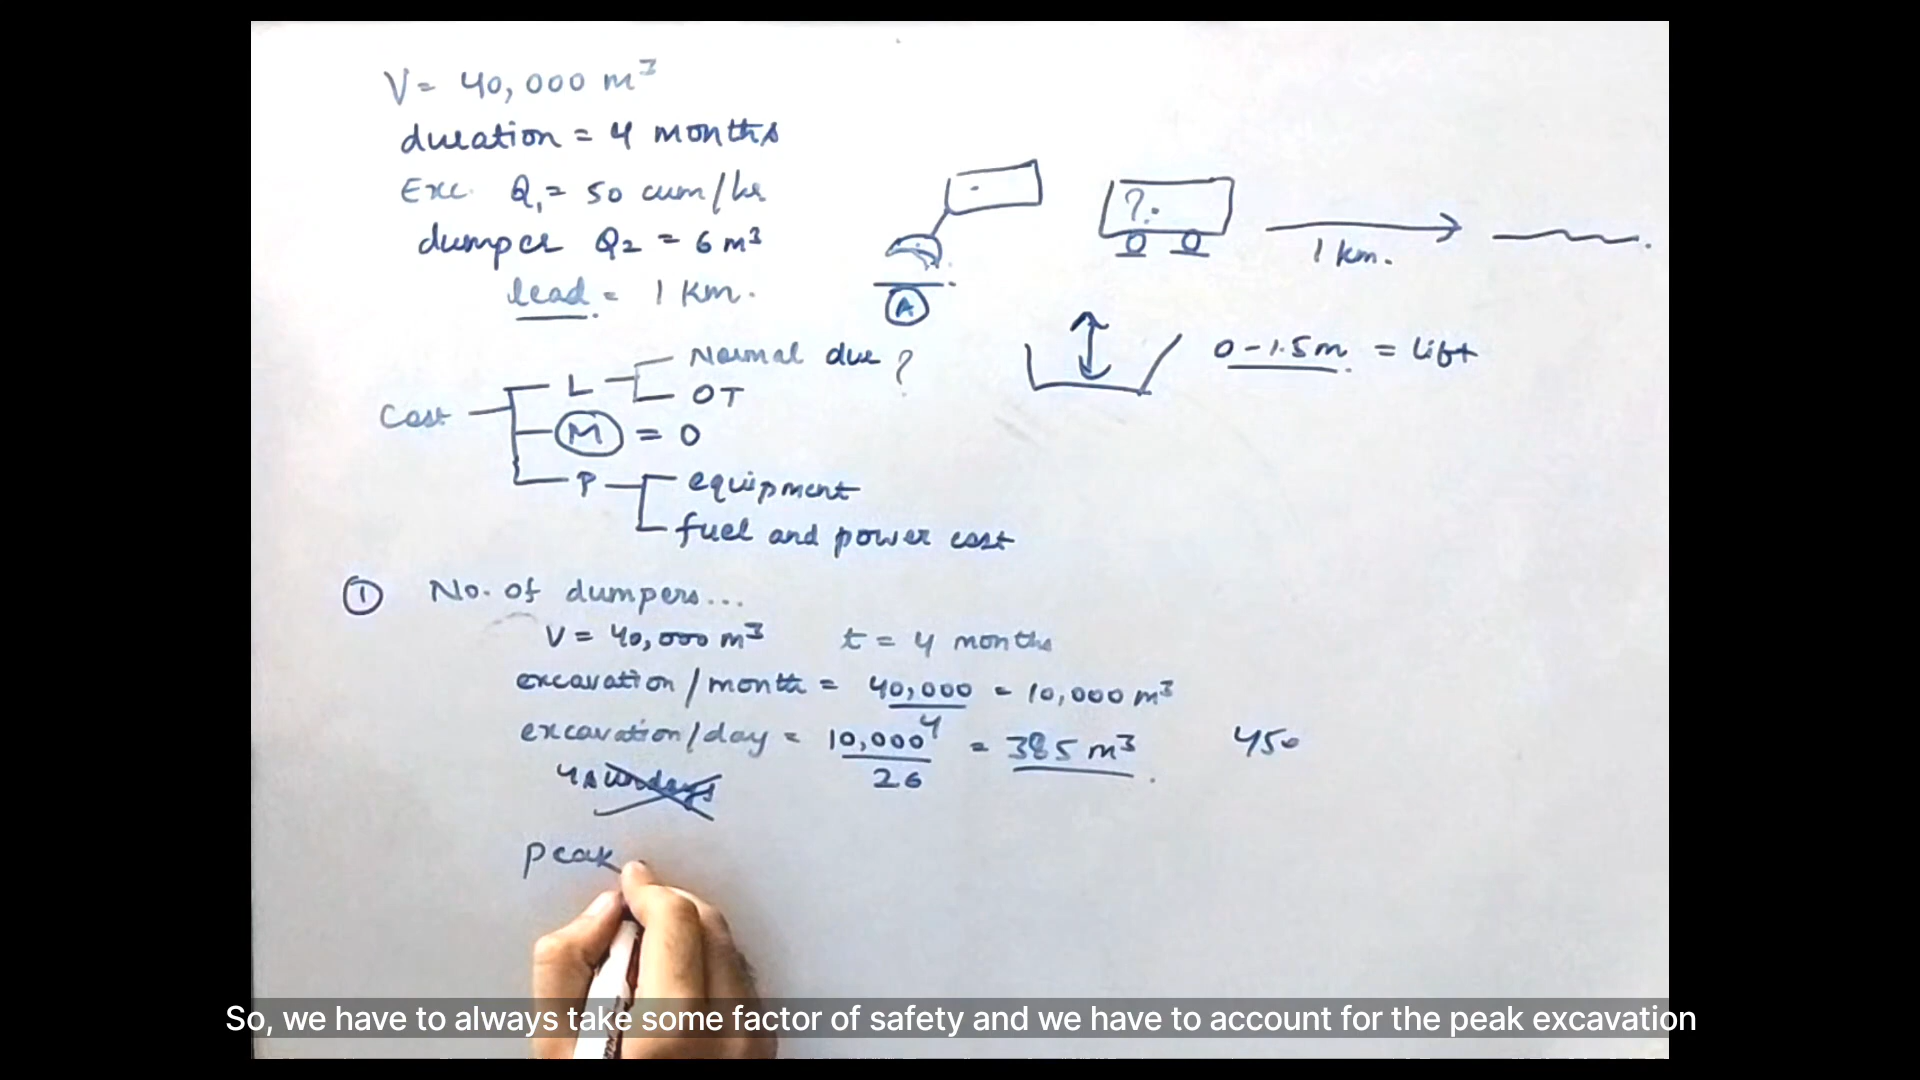 V = 40,000 m³
duration = 4 months
Exc. Q₁ = 50 cum/hr
dumper Q₂ = 6 m³
lead = 1 km.
?.
1 km.
A
0 - 1.5m = lift
Cost
L
Normal due ?
OT
M = 0
P
equipment
fuel and power cost
① No. of dumpers...
V = 40,000 m³ t = 4 months
excavation / month = 40,000 / 4 = 10,000 m³
excavation / day = 10,000 / 26 = 385 m³ 450
peak
So, we have to always take some factor of safety and we have to account for the peak excavation